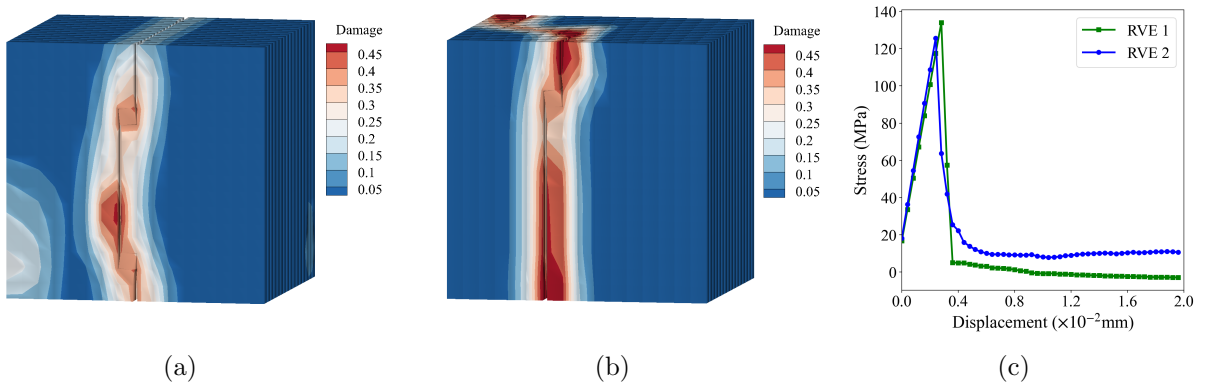 Damage
0.45
0.4
0.35
0.3
0.25
0.2
0.15
0.1
0.05
(a)
Damage
0.45
0.4
0.35
0.3
0.25
0.2
0.15
0.1
0.05
(b)
140
120
100
80
60
40
20
0
Stress (MPa)
RVE 1
RVE 2
0.0 0.4 0.8 1.2 1.6 2.0
Displacement (×10⁻²mm)
(c)